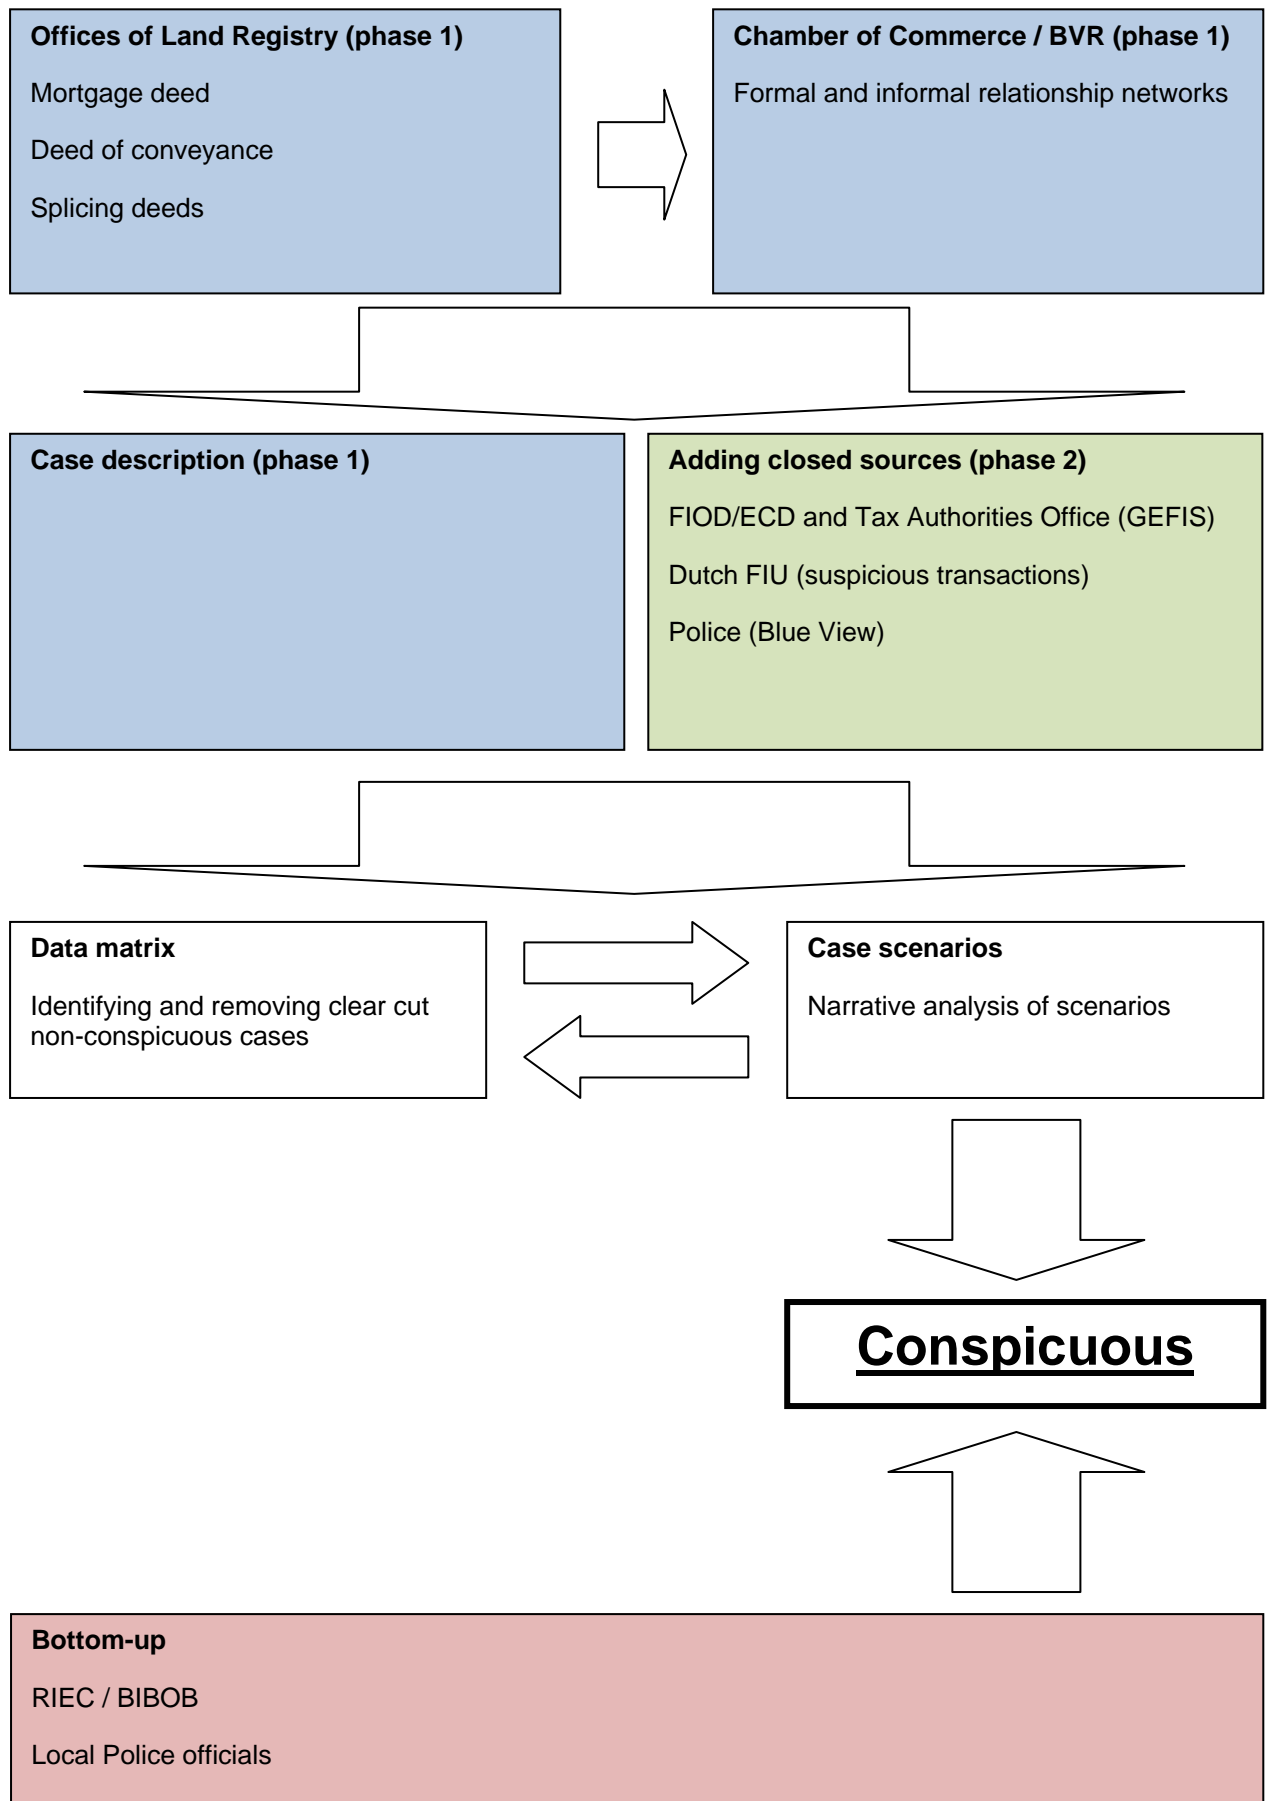 Offices of Land Registry (phase 1)
Mortgage deed
Deed of conveyance
Splicing deeds
Chamber of Commerce / BVR (phase 1)
Formal and informal relationship networks
Case description (phase 1)
Adding closed sources (phase 2)
FIOD/ECD and Tax Authorities Office (GEFIS)
Dutch FIU (suspicious transactions)
Police (Blue View)
Data matrix
Identifying and removing clear cut
non-conspicuous cases
Case scenarios
Narrative analysis of scenarios
Conspicuous
Bottom-up
RIEC / BIBOB
Local Police officials